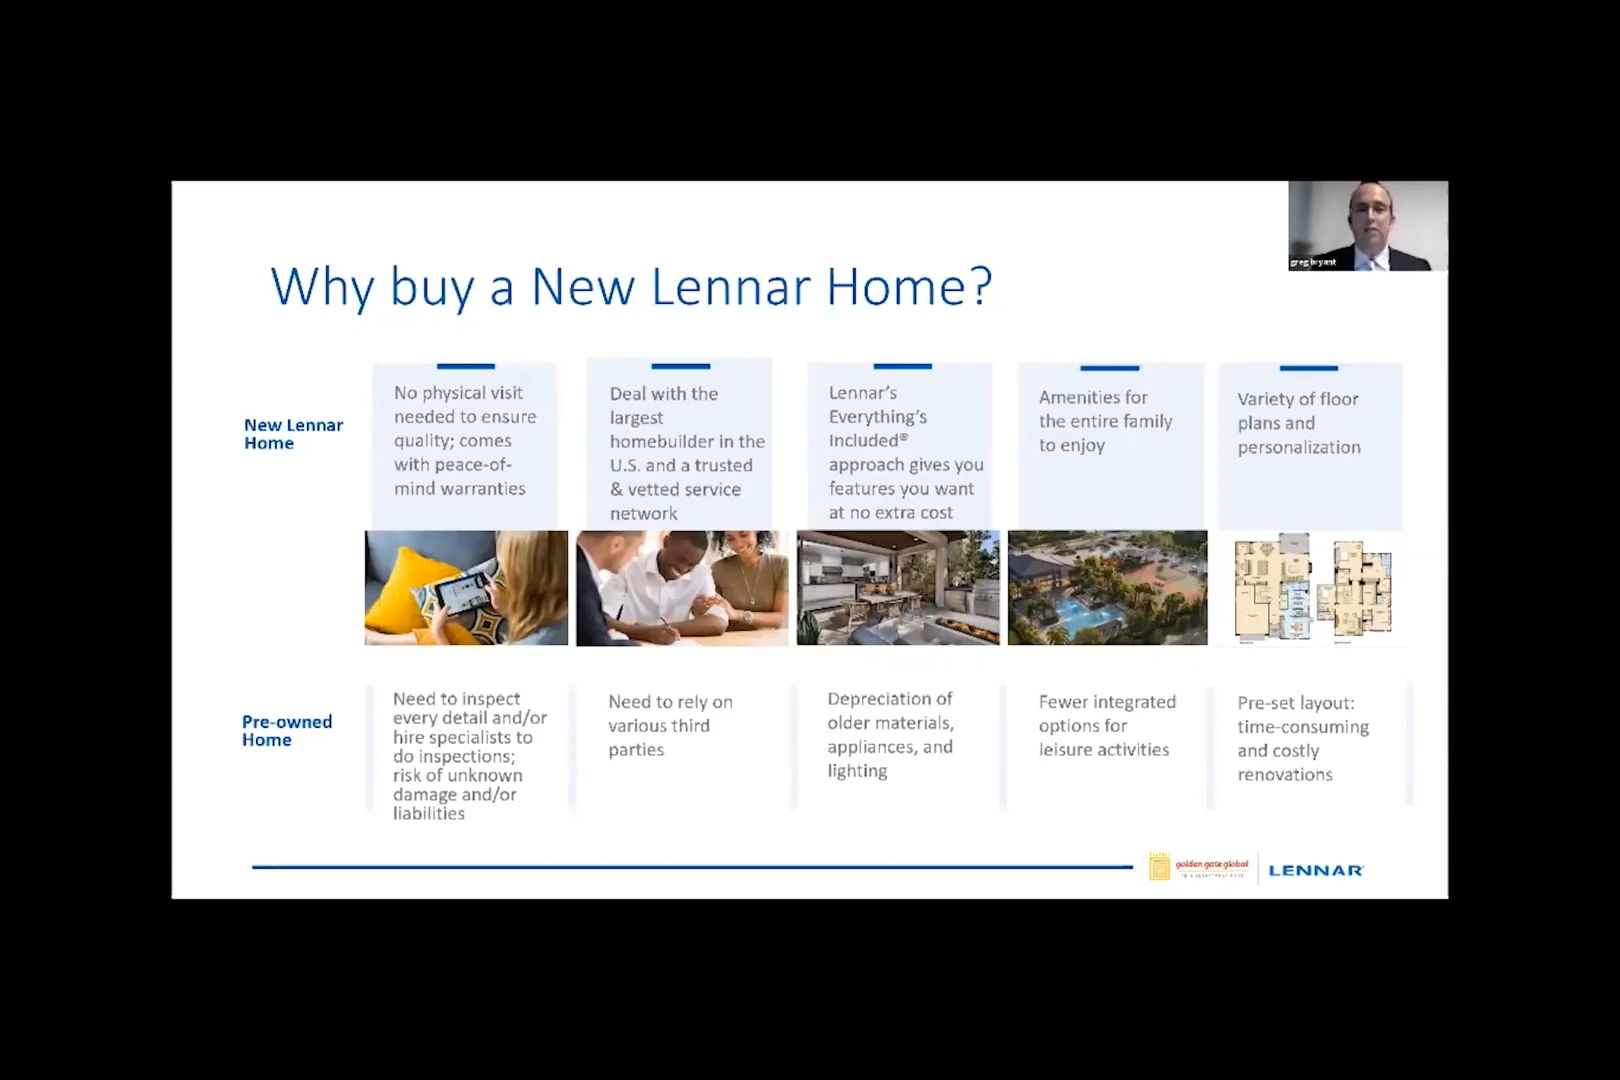 greg bryant
Why buy a New Lennar Home?
New Lennar
Home
No physical visit
needed to ensure
quality; comes
with peace-of-
mind warranties
Deal with the
largest
homebuilder in the
U.S. and a trusted
& vetted service
network
Lennar’s
Everything’s
Included®
approach gives you
features you want
at no extra cost
Amenities for
the entire family
to enjoy
Variety of floor
plans and
personalization
Pre-owned
Home
Need to inspect
every detail and/or
hire specialists to
do inspections;
risk of unknown
damage and/or
liabilities
Need to rely on
various third
parties
Depreciation of
older materials,
appliances, and
lighting
Fewer integrated
options for
leisure activities
Pre-set layout:
time-consuming
and costly
renovations
golden gate global
LENNAR